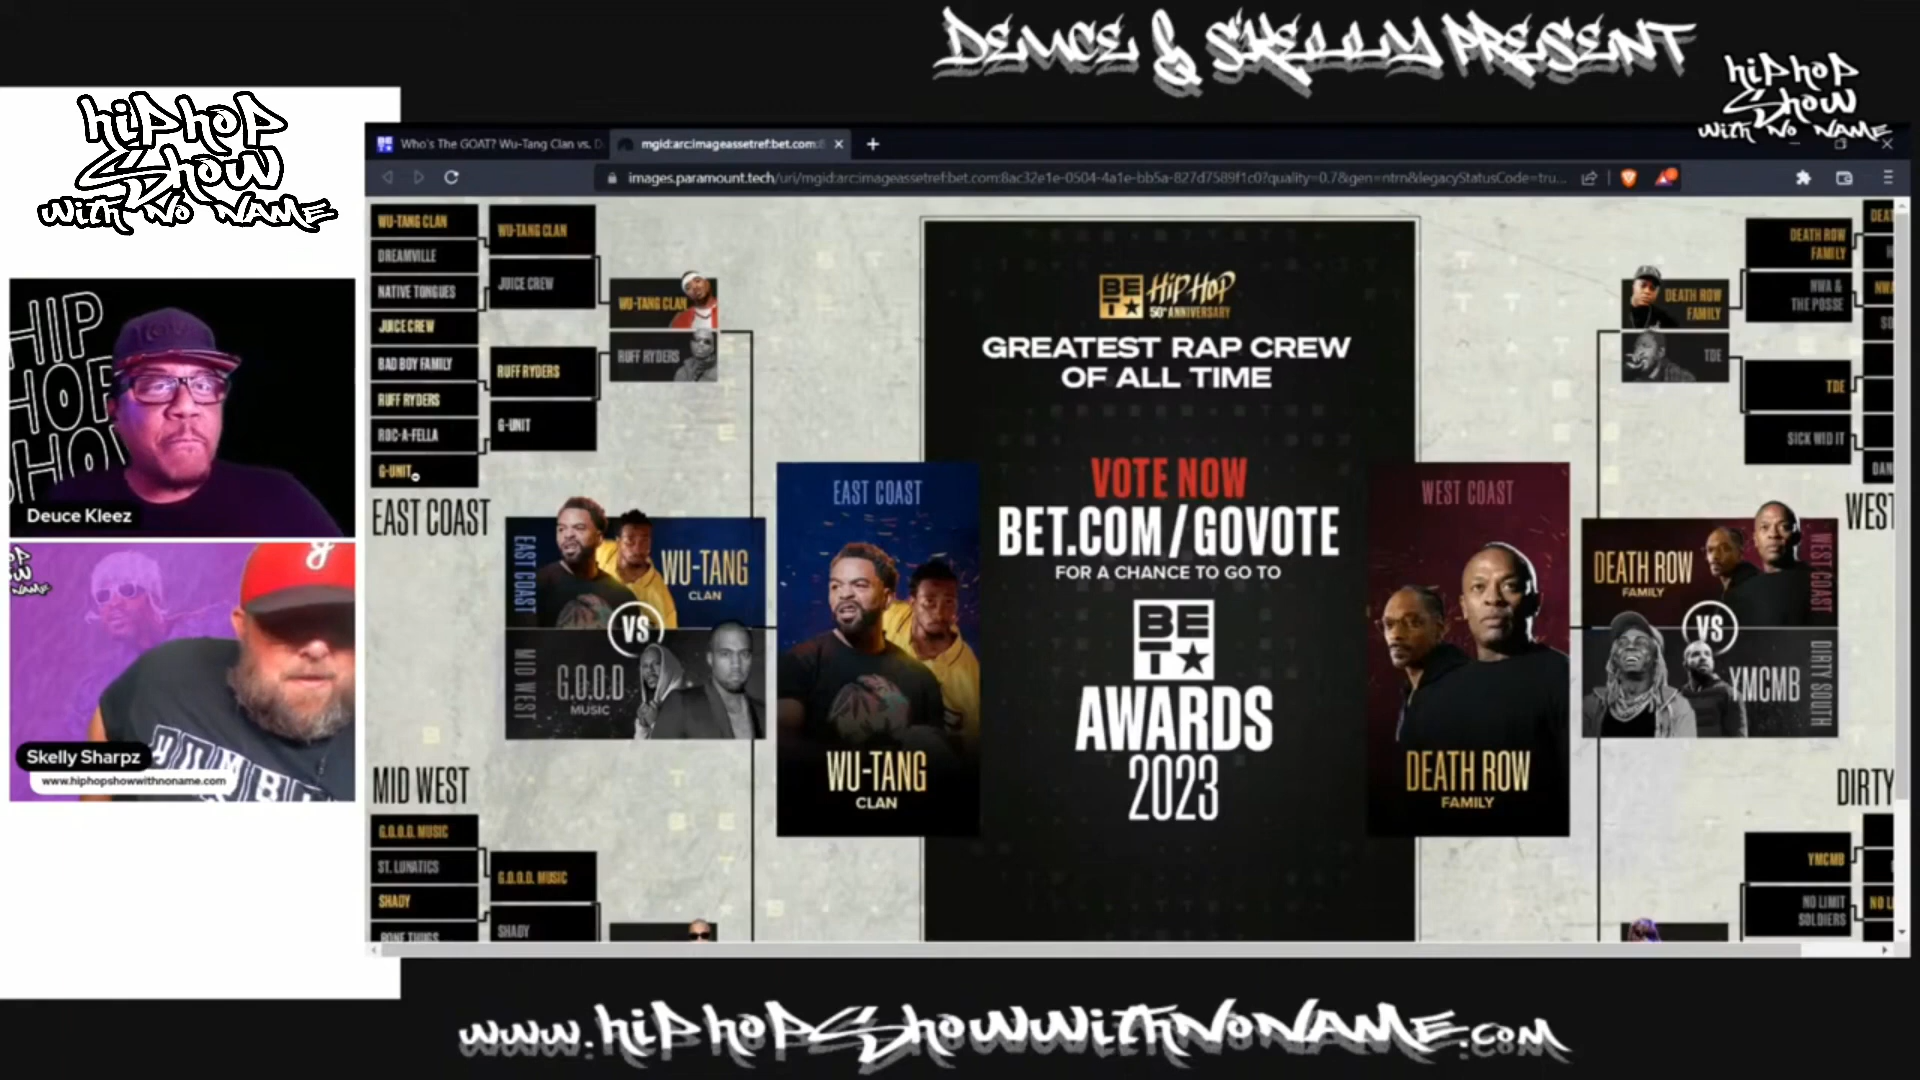 DEUCE & SKELLY PRESENT
hiphop
Show
with No NAME
hiphop
Show
with No NAME
Who's The GOAT? Wu-Tang Clan vs. D
mgid:arc:imageassetref:bet.com:
images.paramount.tech/uri/mgid:arc:imageassetref:bet.com:8ac32e1e-0504-4a1e-bb5a-827d7589f1c0?quality=0.7&gen=ntrn&legacyStatusCode=tru...
HIP
HOP
SHOW
Deuce Kleez
Skelly Sharpz
www.hiphopshowwithnoname.com
WU-TANG CLAN
DREAMVILLE
NATIVE TONGUES
JUICE CREW
BAD BOY FAMILY
RUFF RYDERS
ROC-A-FELLA
G-UNIT
WU-TANG CLAN
JUICE CREW
RUFF RYDERS
G-UNIT
WU-TANG CLAN
RUFF RYDERS
EAST COAST
EAST COAST
WU-TANG
CLAN
VS
MID WEST
G.O.O.D
MUSIC
MID WEST
G.O.O.D. MUSIC
ST. LUNATICS
SHADY
BONE THUGS
G.O.O.D. MUSIC
SHADY
EAST COAST
WU-TANG
CLAN
BET HIP HOP
50TH ANNIVERSARY
GREATEST RAP CREW
OF ALL TIME
VOTE NOW
BET.COM/GOVOTE
FOR A CHANCE TO GO TO
BET
AWARDS
2023
WEST COAST
DEATH ROW
FAMILY
DEATH ROW
FAMILY
TDE
DEATH ROW
FAMILY
NWA &
THE POSSE
TDE
SICK WID IT
WEST
DEATH ROW
FAMILY
WEST COAST
VS
YMCMB
DIRTY SOUTH
DIRTY
YMCMB
NO LIMIT
SOLDIERS
www.hiphopShowwithNoNAME.com